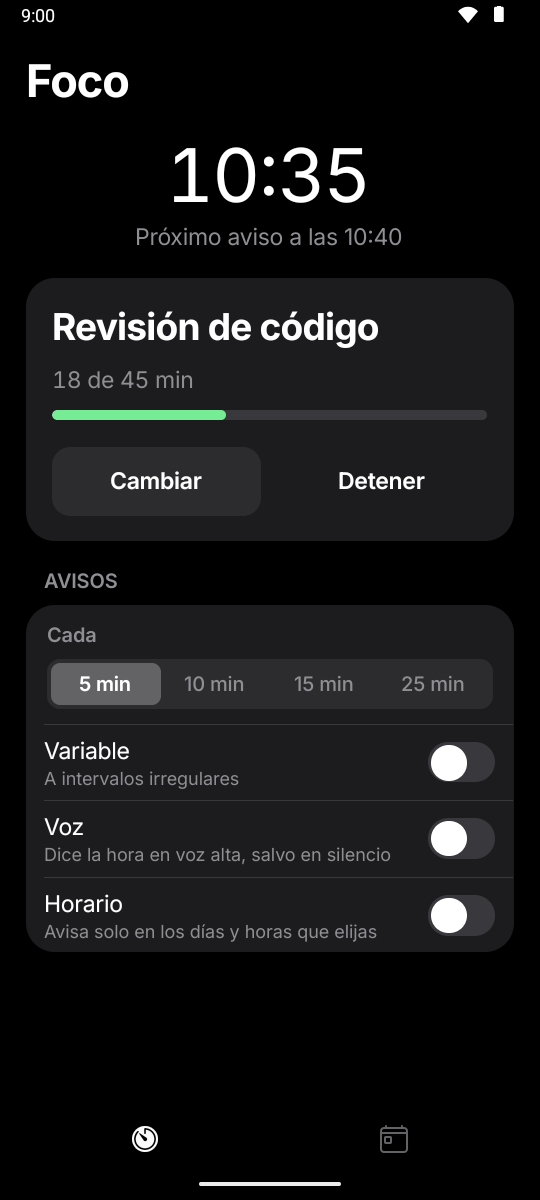 9:00
Foco
10:35
Próximo aviso a las 10:40
Revisión de código
18 de 45 min
Cambiar
Detener
AVISOS
Cada
5 min
10 min
15 min
25 min
Variable
A intervalos irregulares
Voz
Dice la hora en voz alta, salvo en silencio
Horario
Avisa solo en los días y horas que elijas